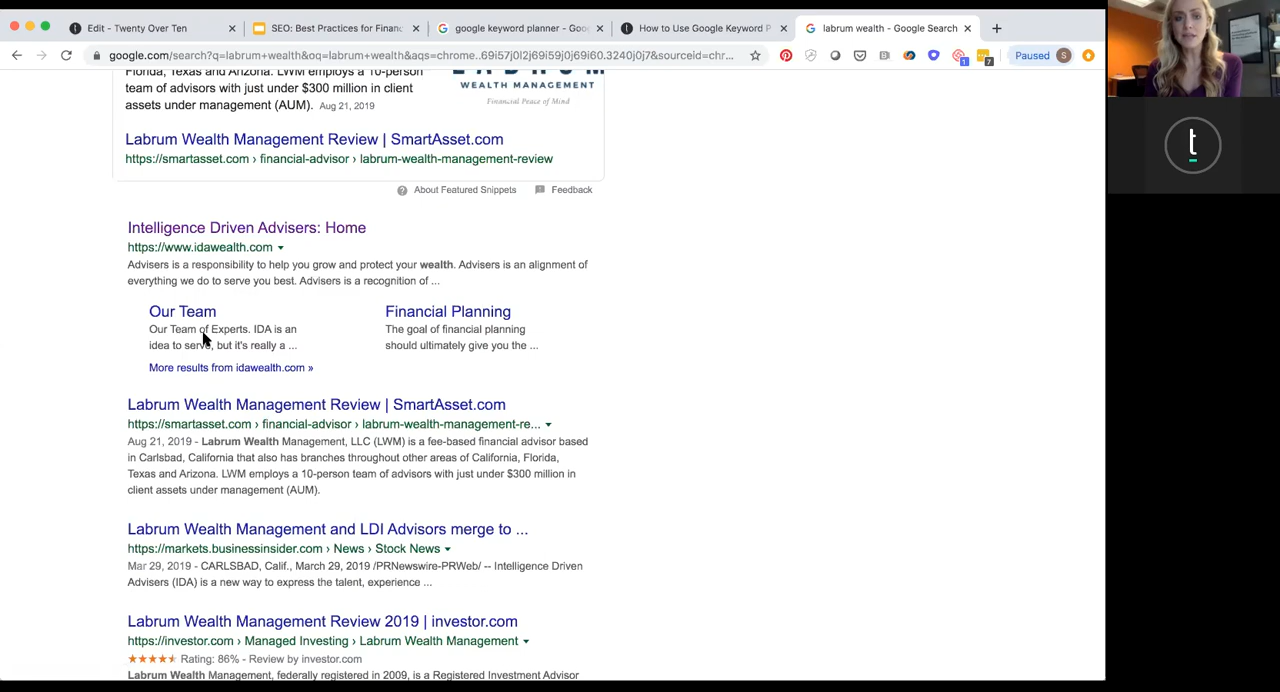 Edit - Twenty Over Ten
SEO: Best Practices for Financ
google keyword planner - Goo
How to Use Google Keyword P
labrum wealth - Google Search
google.com/search?q=labrum+wealth&oq=labrum+wealth&aqs=chrome..69i57j0l2j69i59j0j69i60.3240j0j7&sourceid=chr...
1
7
Paused
S
Florida, Texas and Arizona. LWM employs a 10-person
team of advisors with just under $300 million in client
assets under management (AUM). Aug 21, 2019
LABRUM
WEALTH MANAGEMENT
Financial Peace of Mind
Labrum Wealth Management Review | SmartAsset.com
https://smartasset.com › financial-advisor › labrum-wealth-management-review
About Featured Snippets
Feedback
Intelligence Driven Advisers: Home
https://www.idawealth.com
Advisers is a responsibility to help you grow and protect your wealth. Advisers is an alignment of
everything we do to serve you best. Advisers is a recognition of ...
Our Team
Our Team of Experts. IDA is an
idea to serve, but it's really a ...
Financial Planning
The goal of financial planning
should ultimately give you the ...
More results from idawealth.com »
Labrum Wealth Management Review | SmartAsset.com
https://smartasset.com › financial-advisor › labrum-wealth-management-re...
Aug 21, 2019 - Labrum Wealth Management, LLC (LWM) is a fee-based financial advisor based
in Carlsbad, California that also has branches throughout other areas of California, Florida,
Texas and Arizona. LWM employs a 10-person team of advisors with just under $300 million in
client assets under management (AUM).
Labrum Wealth Management and LDI Advisors merge to ...
https://markets.businessinsider.com › News › Stock News
Mar 29, 2019 - CARLSBAD, Calif., March 29, 2019 /PRNewswire-PRWeb/ -- Intelligence Driven
Advisers (IDA) is a new way to express the talent, experience ...
Labrum Wealth Management Review 2019 | investor.com
https://investor.com › Managed Investing › Labrum Wealth Management
Rating: 86% - Review by investor.com
Labrum Wealth Management, federally registered in 2009, is a Registered Investment Advisor
t